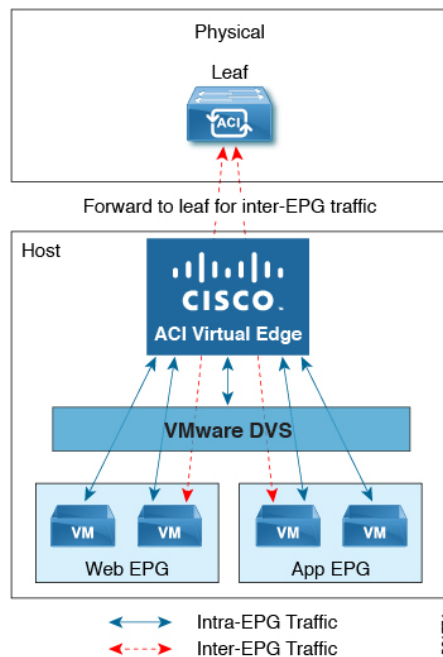 Physical
Leaf
ACI
Forward to leaf for inter-EPG traffic
Host
CISCO™
ACI Virtual Edge
VMware DVS
VM
VM
VM
VM
Web EPG
App EPG
Intra-EPG Traffic
Inter-EPG Traffic